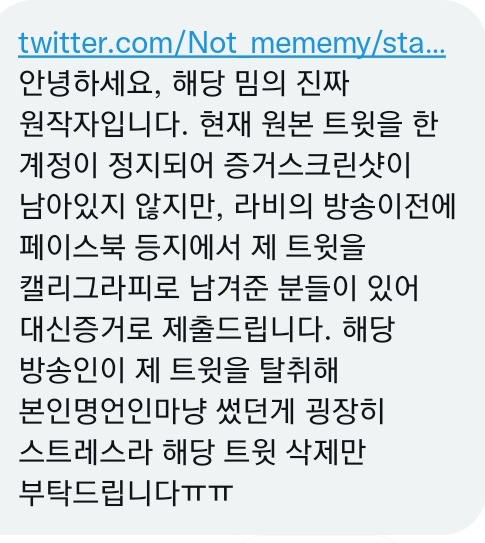 twitter.com/Not_mememy/sta...
안녕하세요, 해당 밈의 진짜
원작자입니다. 현재 원본 트윗을 한
계정이 정지되어 증거스크린샷이
남아있지 않지만, 라비의 방송이전에
페이스북 등지에서 제 트윗을
캘리그라피로 남겨준 분들이 있어
대신증거로 제출드립니다. 해당
방송인이 제 트윗을 탈취해
본인명언인마냥 썼던게 굉장히
스트레스라 해당 트윗 삭제만
부탁드립니다ㅠㅠ